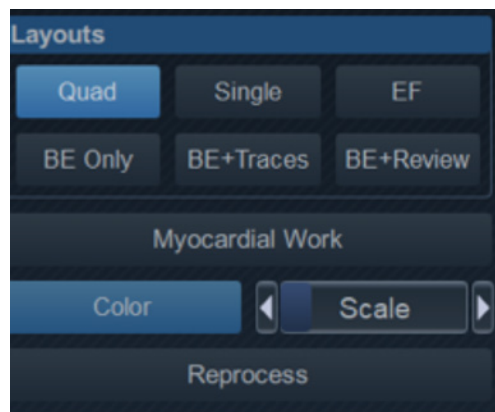 Layouts
Quad Single EF
BE Only BE+Traces BE+Review
Myocardial Work
Color Scale
Reprocess